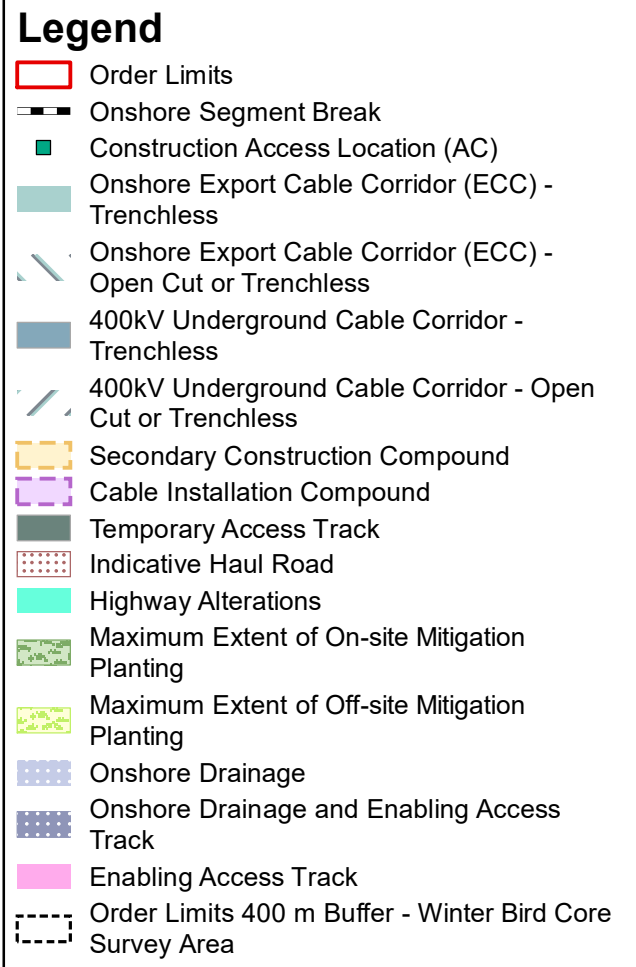 Legend
Order Limits
Onshore Segment Break
Construction Access Location (AC)
Onshore Export Cable Corridor (ECC) -
Trenchless
Onshore Export Cable Corridor (ECC) -
Open Cut or Trenchless
400kV Underground Cable Corridor -
Trenchless
400kV Underground Cable Corridor - Open
Cut or Trenchless
Secondary Construction Compound
Cable Installation Compound
Temporary Access Track
Indicative Haul Road
Highway Alterations
Maximum Extent of On-site Mitigation
Planting
Maximum Extent of Off-site Mitigation
Planting
Onshore Drainage
Onshore Drainage and Enabling Access
Track
Enabling Access Track
Order Limits 400 m Buffer - Winter Bird Core
Survey Area